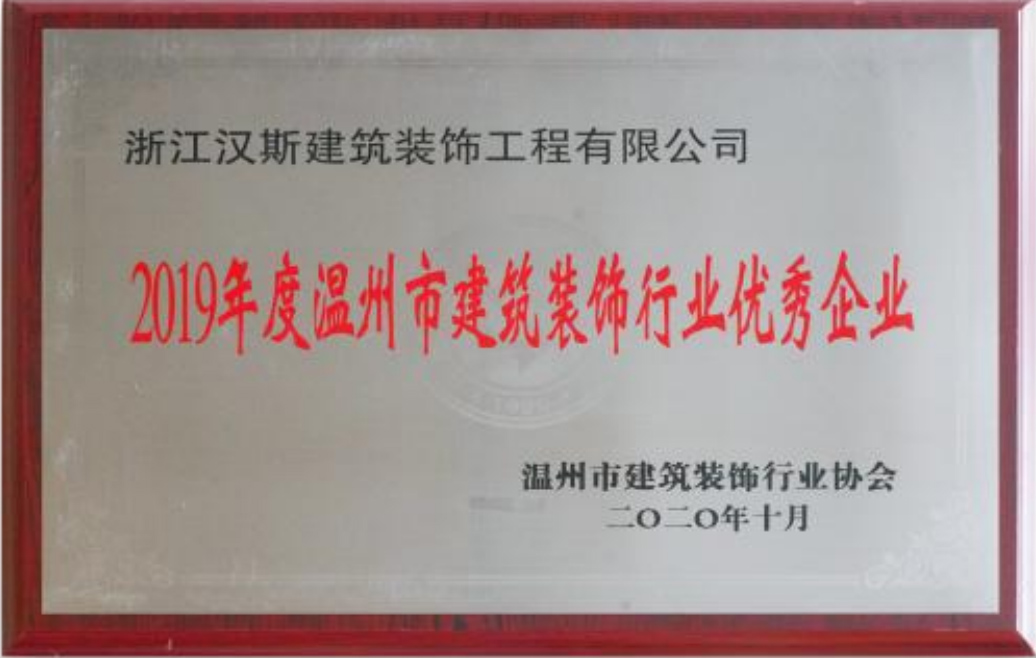 浙江汉斯建筑装饰工程有限公司
2019年度温州市建筑装饰行业优秀企业
温州市建筑装饰行业协会
二〇二〇年十月